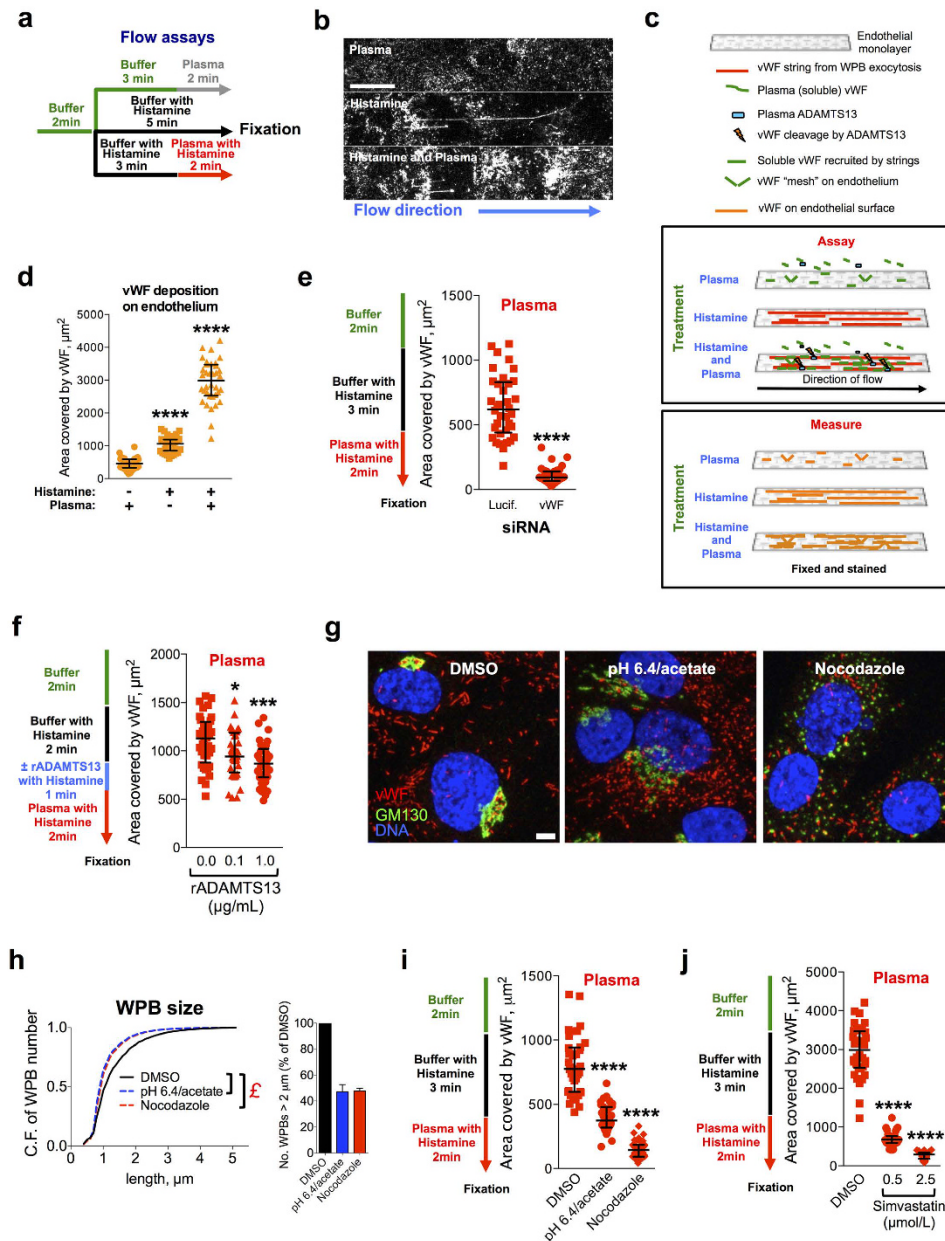 a
Flow assays
Buffer
3 min
Plasma
2 min
Buffer
2min
Buffer with
Histamine
5 min
Fixation
Buffer with
Histamine
3 min
Plasma with
Histamine
2 min
b
Plasma
Histamine
Histamine and Plasma
Flow direction
c
Endothelial
monolayer
vWF string from WPB exocytosis
Plasma (soluble) vWF
Plasma ADAMTS13
vWF cleavage by ADAMTS13
Soluble vWF recruited by strings
vWF "mesh" on endothelium
vWF on endothelial surface
Assay
Treatment
Plasma
Histamine
Histamine
and
Plasma
Direction of flow
Measure
Treatment
Plasma
Histamine
Histamine
and
Plasma
Fixed and stained
d
vWF deposition
on endothelium
Area covered by vWF, µm²
5000
4000
3000
2000
1000
0
****
****
Histamine: - + +
Plasma: + - +
e
Buffer
2min
Buffer with
Histamine
3 min
Plasma with
Histamine
2min
Fixation
Plasma
Area covered by vWF, µm²
1500
1000
500
0
****
Lucif. vWF
siRNA
f
Buffer
2min
Buffer with
Histamine
2 min
± rADAMTS13
with Histamine
1 min
Plasma with
Histamine
2min
Fixation
Plasma
Area covered by vWF, µm²
2000
1500
1000
500
0
*
***
0.0 0.1 1.0
rADAMTS13
(µg/mL)
g
DMSO
pH 6.4/acetate
Nocodazole
vWF
GM130
DNA
h
WPB size
C.F. of WPB number
1.0
0.5
0.0
0 1 2 3 4 5
length, µm
DMSO
pH 6.4/acetate
Nocodazole
£
No. WPBs > 2 µm (% of DMSO)
100
90
80
70
60
50
40
30
20
10
0
DMSO
pH 6.4/acetate
Nocodazole
i
Buffer
2min
Buffer with
Histamine
3 min
Plasma with
Histamine
2min
Fixation
Plasma
Area covered by vWF, µm²
1500
1000
500
0
****
****
DMSO
pH 6.4/acetate
Nocodazole
j
Buffer
2min
Buffer with
Histamine
3 min
Plasma with
Histamine
2min
Fixation
Plasma
Area covered by vWF, µm²
5000
4000
3000
2000
1000
0
****
****
DMSO
0.5 2.5
Simvastatin
(µmol/L)